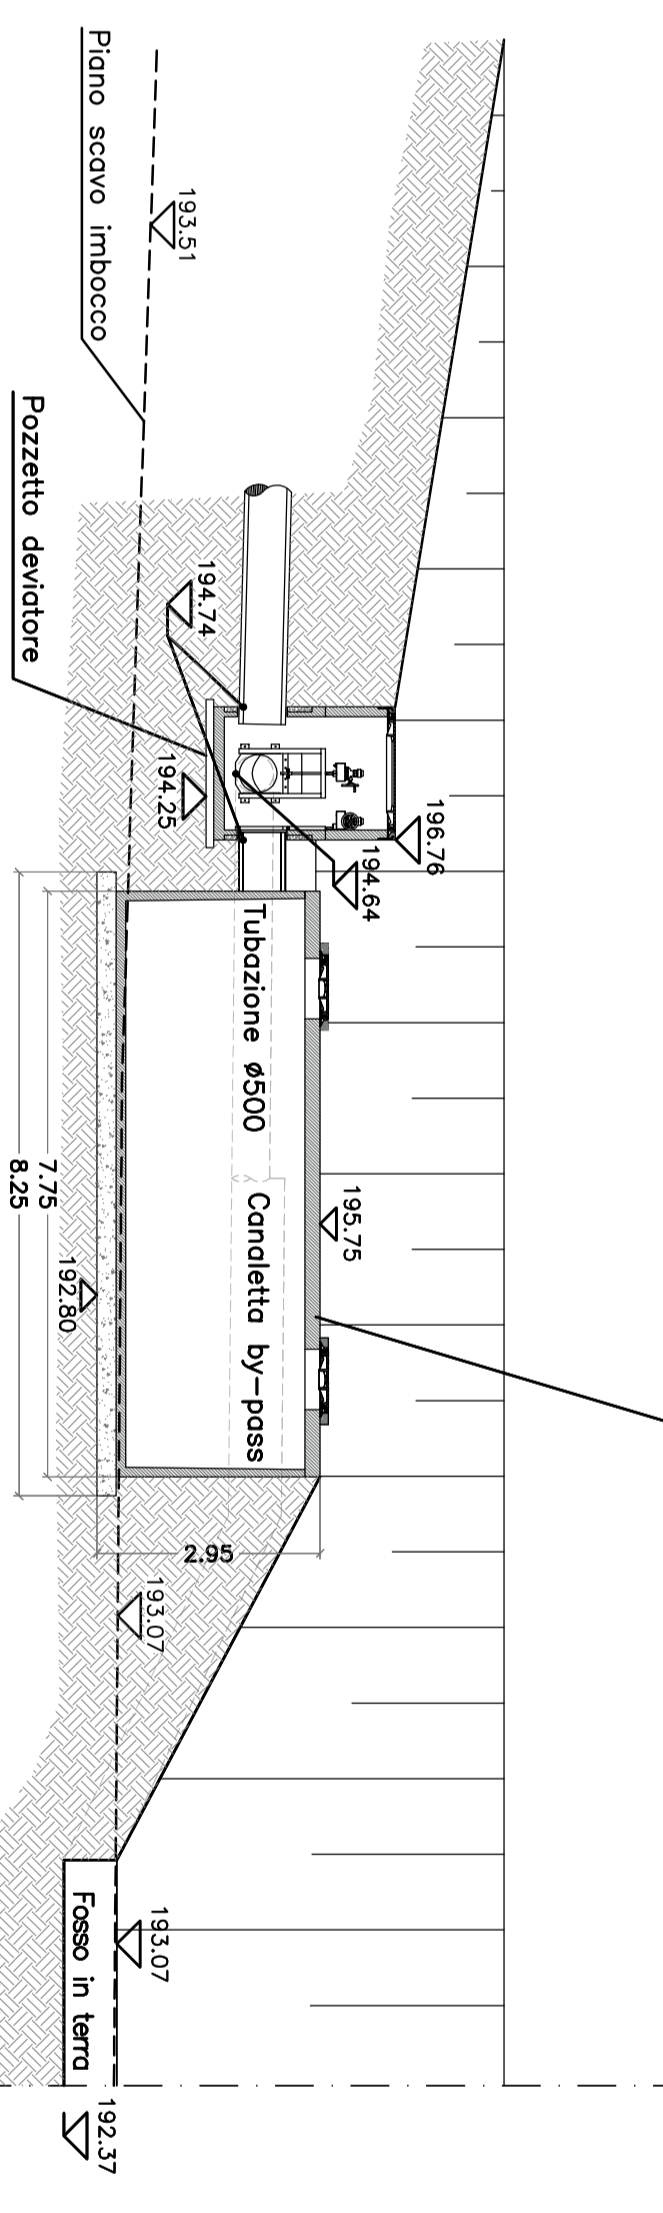 Piano scavo imbocco
193.51
Pozzetto deviatore
194.74
194.25
196.76
194.64
Tubazione ø500
Canaletta by-pass
195.75
7.75
8.25
192.80
2.95
193.07
193.07
Fosso in terra
192.37